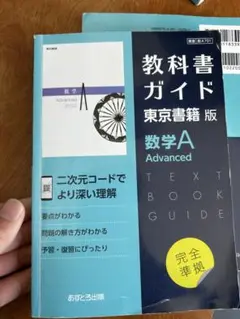 教科書
ガイド
東京書籍 版
数学A
Advanced
TEXT
BOOK
GUIDE
数学
A
Advanced
二次元コードで
より深い理解
要点がわかる
問題の解き方がわかる
予習・復習にぴったり
完全
準拠
あすとろ出版